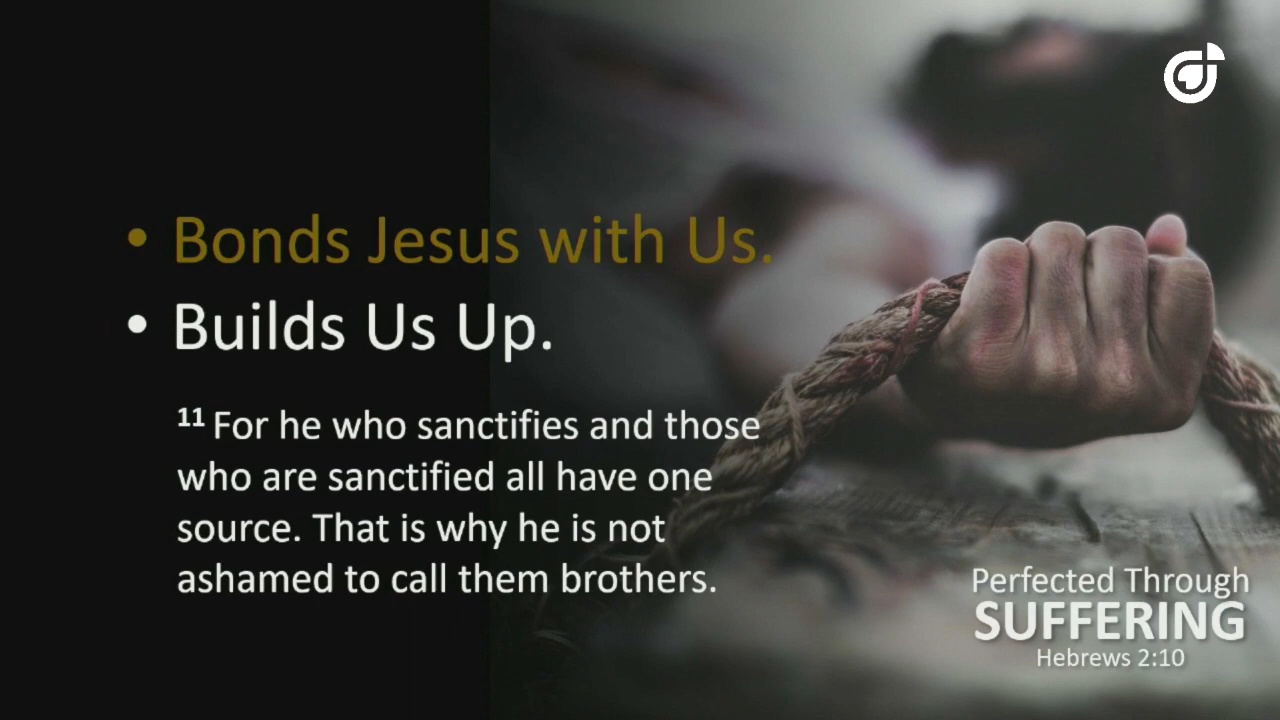 • Bonds Jesus with Us.
• Builds Us Up.
11 For he who sanctifies and those
who are sanctified all have one
source. That is why he is not
ashamed to call them brothers.
Perfected Through
SUFFERING
Hebrews 2:10